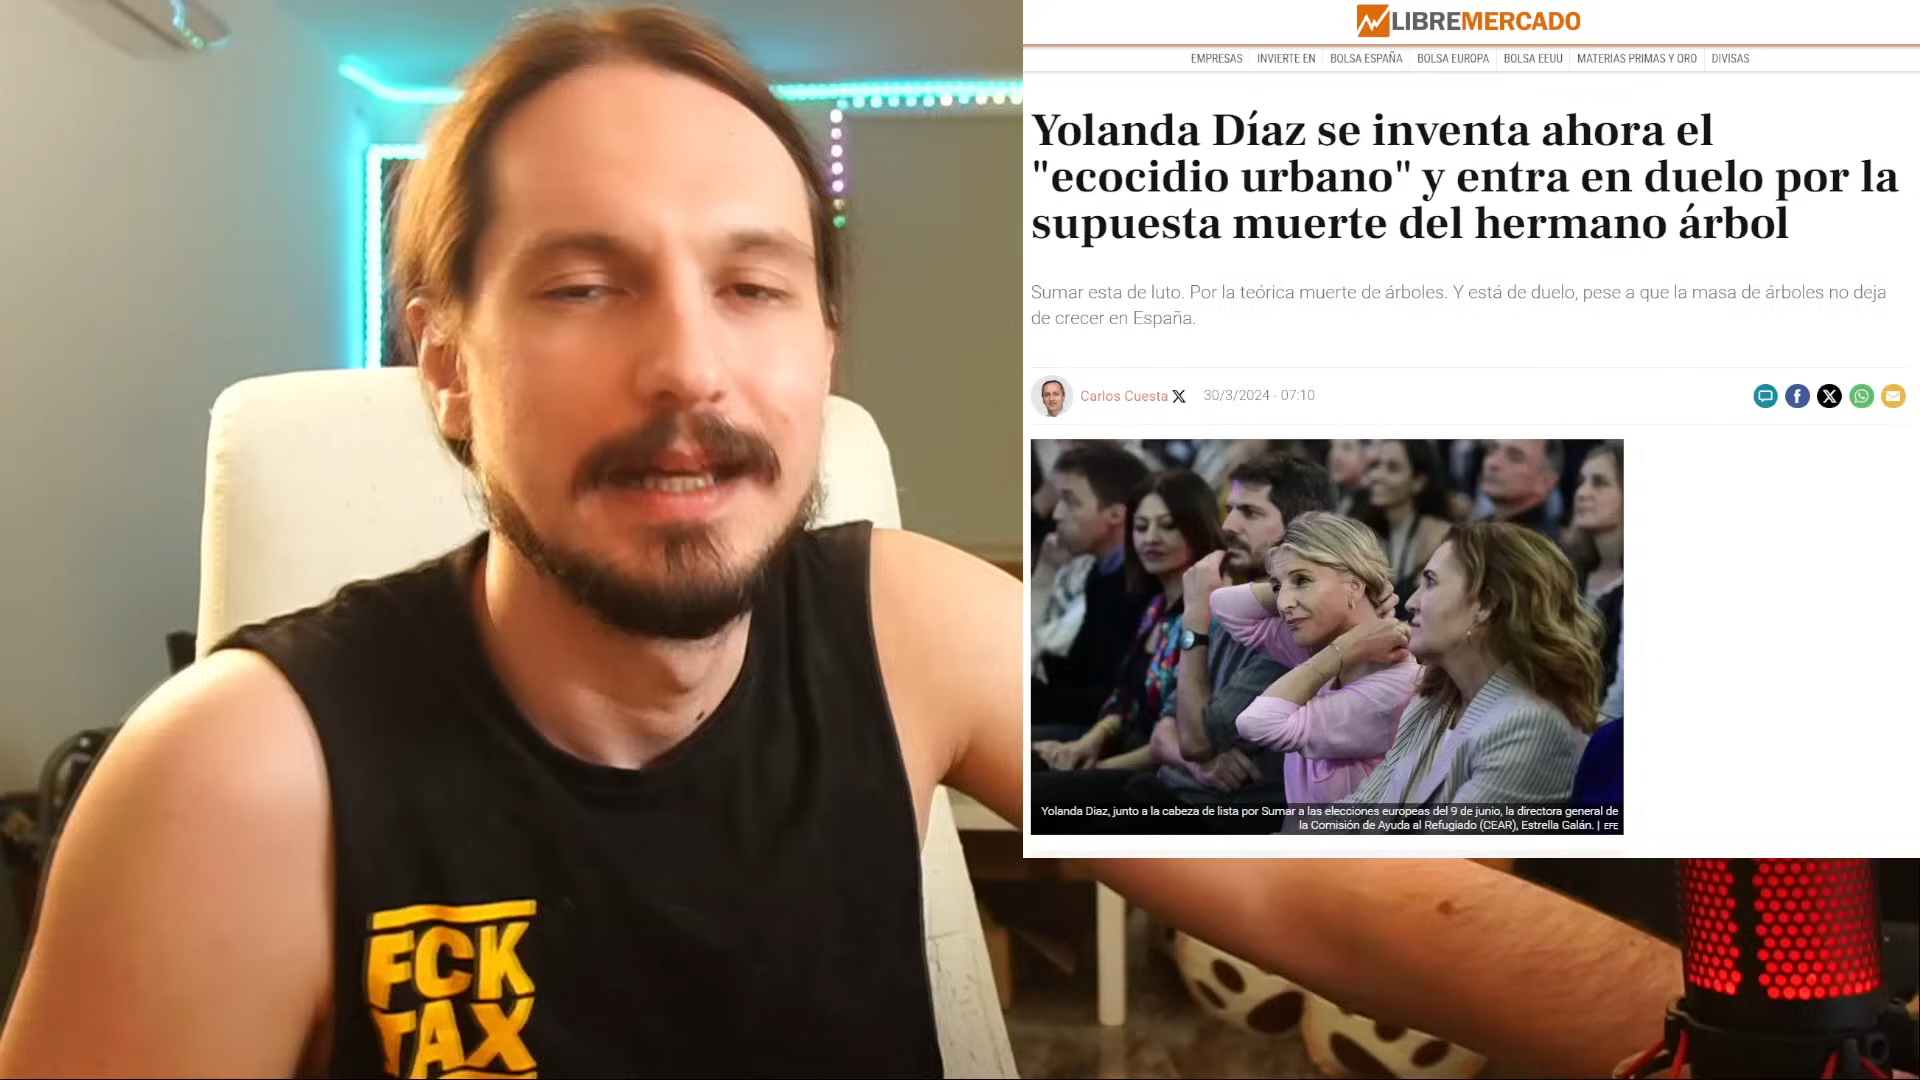 LIBREMERCADO
EMPRESAS INVIERTE EN BOLSA ESPAÑA BOLSA EUROPA BOLSA EEUU MATERIAS PRIMAS Y ORO DIVISAS
Yolanda Díaz se inventa ahora el
"ecocidio urbano" y entra en duelo por la
supuesta muerte del hermano árbol
Sumar esta de luto. Por la teórica muerte de árboles. Y está de duelo, pese a que la masa de árboles no deja
de crecer en España.
Carlos Cuesta X 30/3/2024 - 07:10
Yolanda Diaz, junto a la cabeza de lista por Sumar a las elecciones europeas del 9 de junio, la directora general de
la Comisión de Ayuda al Refugiado (CEAR), Estrella Galán. | EFE
FCK
TAX